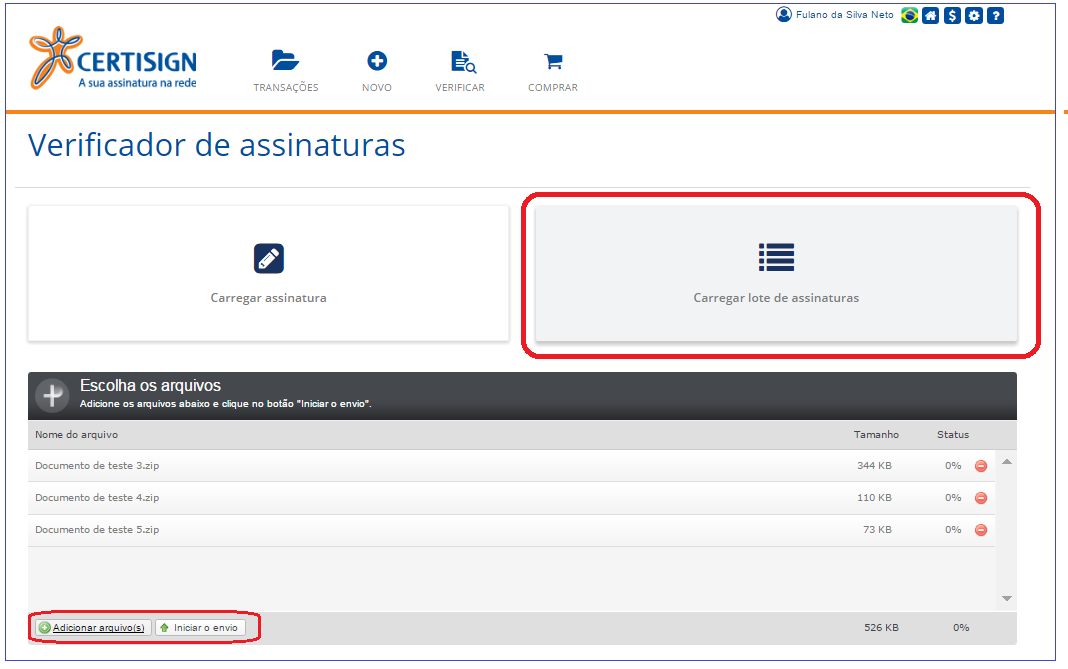 Fulano da Silva Neto
CERTISIGN
A sua assinatura na rede
TRANSAÇÕES
NOVO
VERIFICAR
COMPRAR
Verificador de assinaturas
Carregar assinatura
Carregar lote de assinaturas
Escolha os arquivos
Adicione os arquivos abaixo e clique no botão "Iniciar o envio".
Nome do arquivo Tamanho Status
Documento de teste 3.zip 344 KB 0%
Documento de teste 4.zip 110 KB 0%
Documento de teste 5.zip 73 KB 0%
Adicionar arquivo(s) Iniciar o envio 526 KB 0%